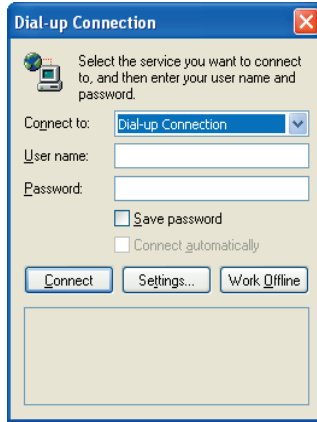 Dial-up Connection
Select the service you want to connect
to, and then enter your user name and
password.
Connect to: Dial-up Connection
User name:
Password:
Save password
Connect automatically
Connect Settings... Work Offline